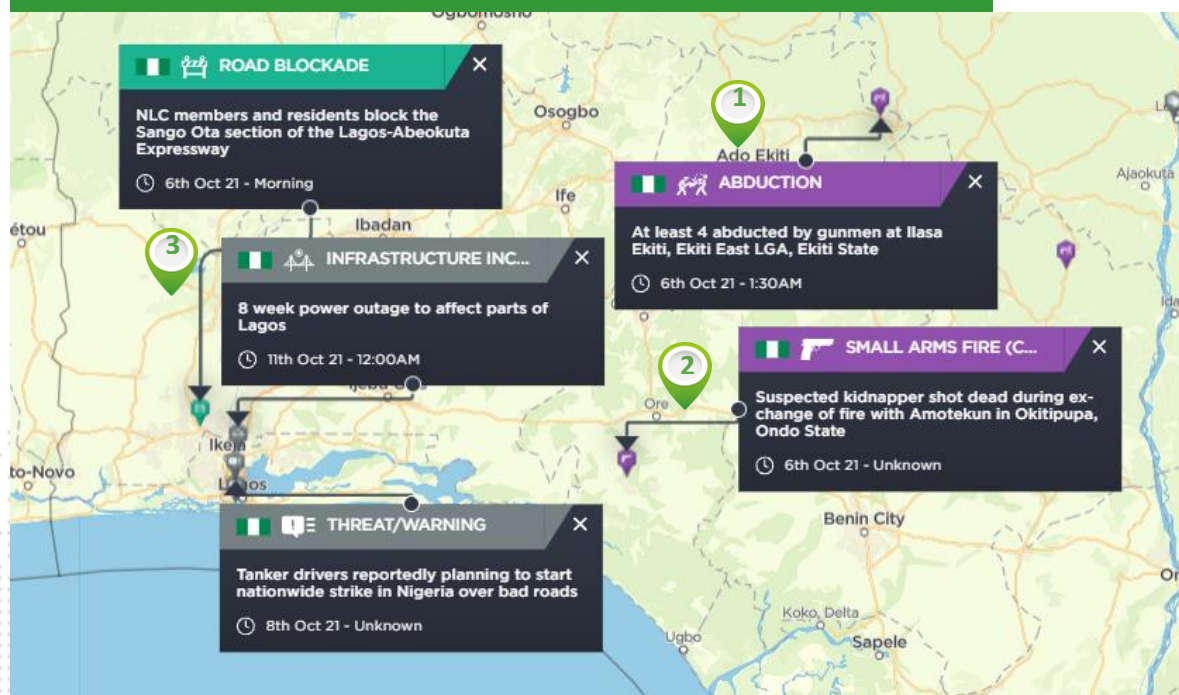 Ogbomosho
ROAD BLOCKADE
NLC members and residents block the
Sango Ota section of the Lagos-Abeokuta
Expressway
6th Oct 21 - Morning
Osogbo
1
Ado Ekiti
ABDUCTION
At least 4 abducted by gunmen at Ilasa
Ekiti, Ekiti East LGA, Ekiti State
6th Oct 21 - 1:30AM
Ajaokuta
Ife
étou
Ibadan
3
INFRASTRUCTURE INC...
8 week power outage to affect parts of
Lagos
11th Oct 21 - 12:00AM
Ida
2
SMALL ARMS FIRE (C...
Suspected kidnapper shot dead during ex-
change of fire with Amotekun in Okitipupa,
Ondo State
6th Oct 21 - Unknown
Ore
Ikeja
to-Novo
Lagos
THREAT/WARNING
Tanker drivers reportedly planning to start
nationwide strike in Nigeria over bad roads
8th Oct 21 - Unknown
Benin City
Koko, Delta
Ugbo
Sapele